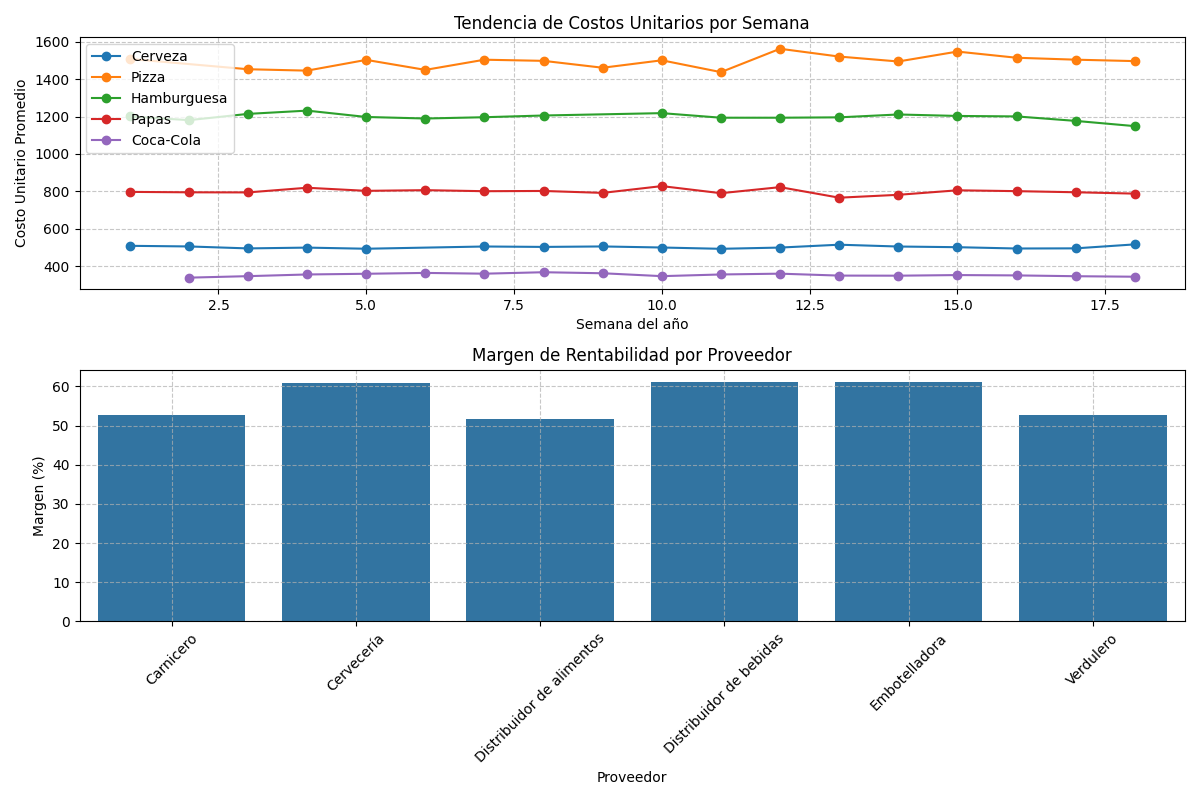 Tendencia de Costos Unitarios por Semana
Costo Unitario Promedio
1600
1400
1200
1000
800
600
400
Cerveza
Pizza
Hamburguesa
Papas
Coca-Cola
2.5 5.0 7.5 10.0 12.5 15.0 17.5
Semana del año
Margen de Rentabilidad por Proveedor
Margen (%)
60
50
40
30
20
10
0
Carnicero
Cervecería
Distribuidor de alimentos
Distribuidor de bebidas
Embotelladora
Verdulero
Proveedor